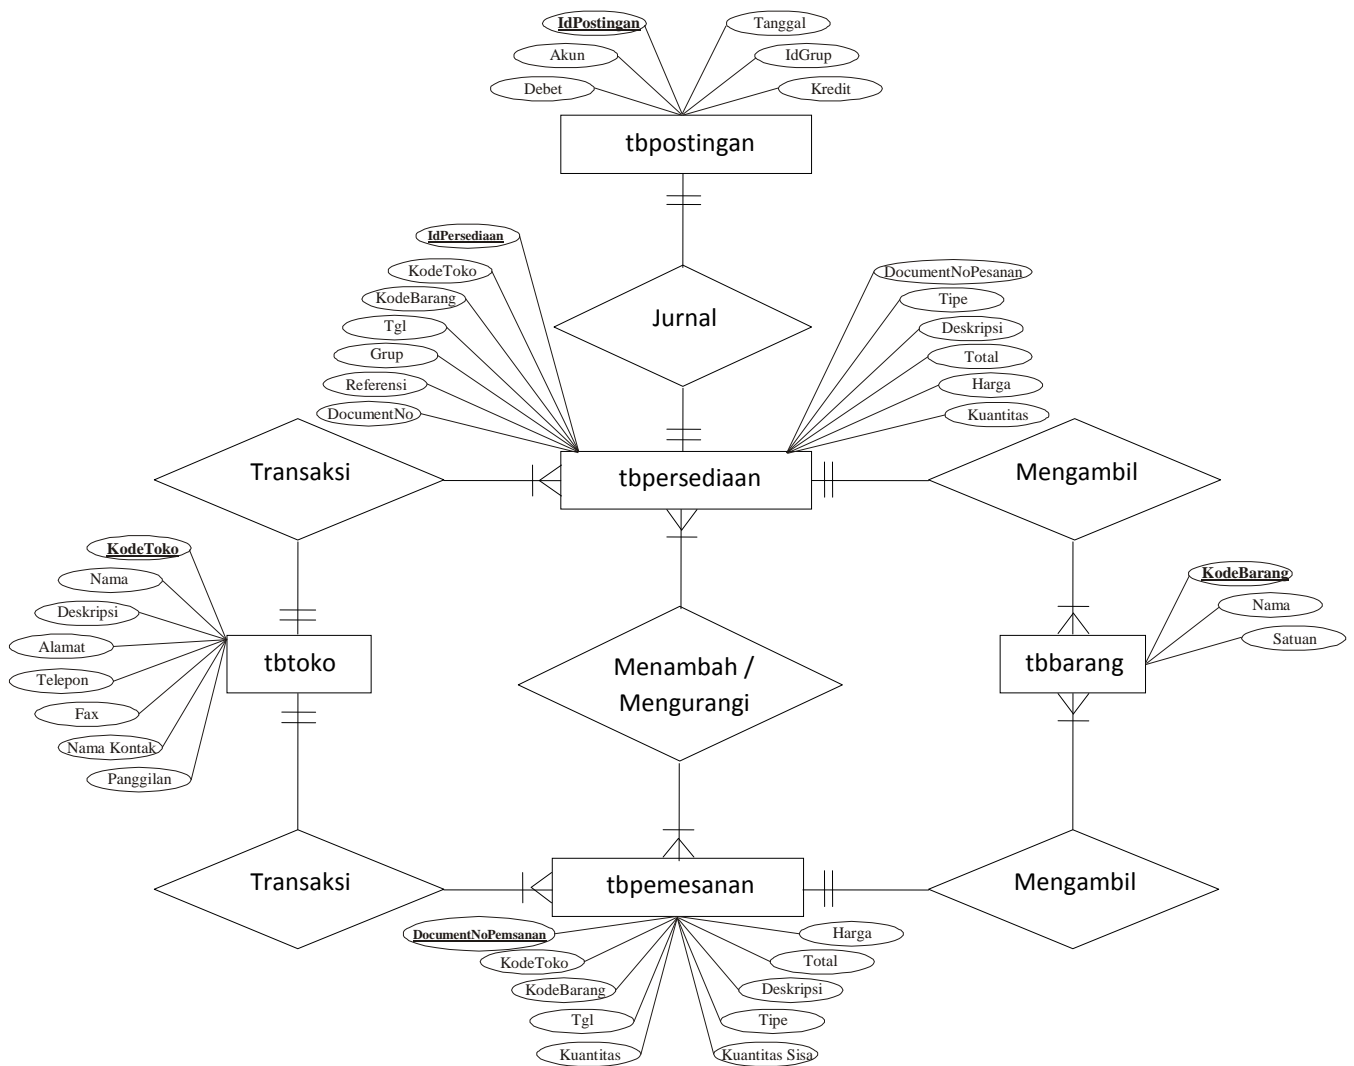 IdPostingan
Tanggal
Akun
IdGrup
Debet
Kredit
tbpostingan
IdPersediaan
KodeToko
DocumentNoPesanan
KodeBarang
Tipe
Tgl
Jurnal
Deskripsi
Grup
Total
Referensi
Harga
DocumentNo
Kuantitas
Transaksi
tbpersediaan
Mengambil
KodeToko
Nama
Deskripsi
Alamat
Telepon
Fax
Nama Kontak
Panggilan
tbtoko
Menambah /
Mengurangi
tbbarang
KodeBarang
Nama
Satuan
Transaksi
tbpemesanan
Mengambil
DocumentNoPemsanan
Harga
KodeToko
Total
KodeBarang
Deskripsi
Tgl
Tipe
Kuantitas
Kuantitas Sisa